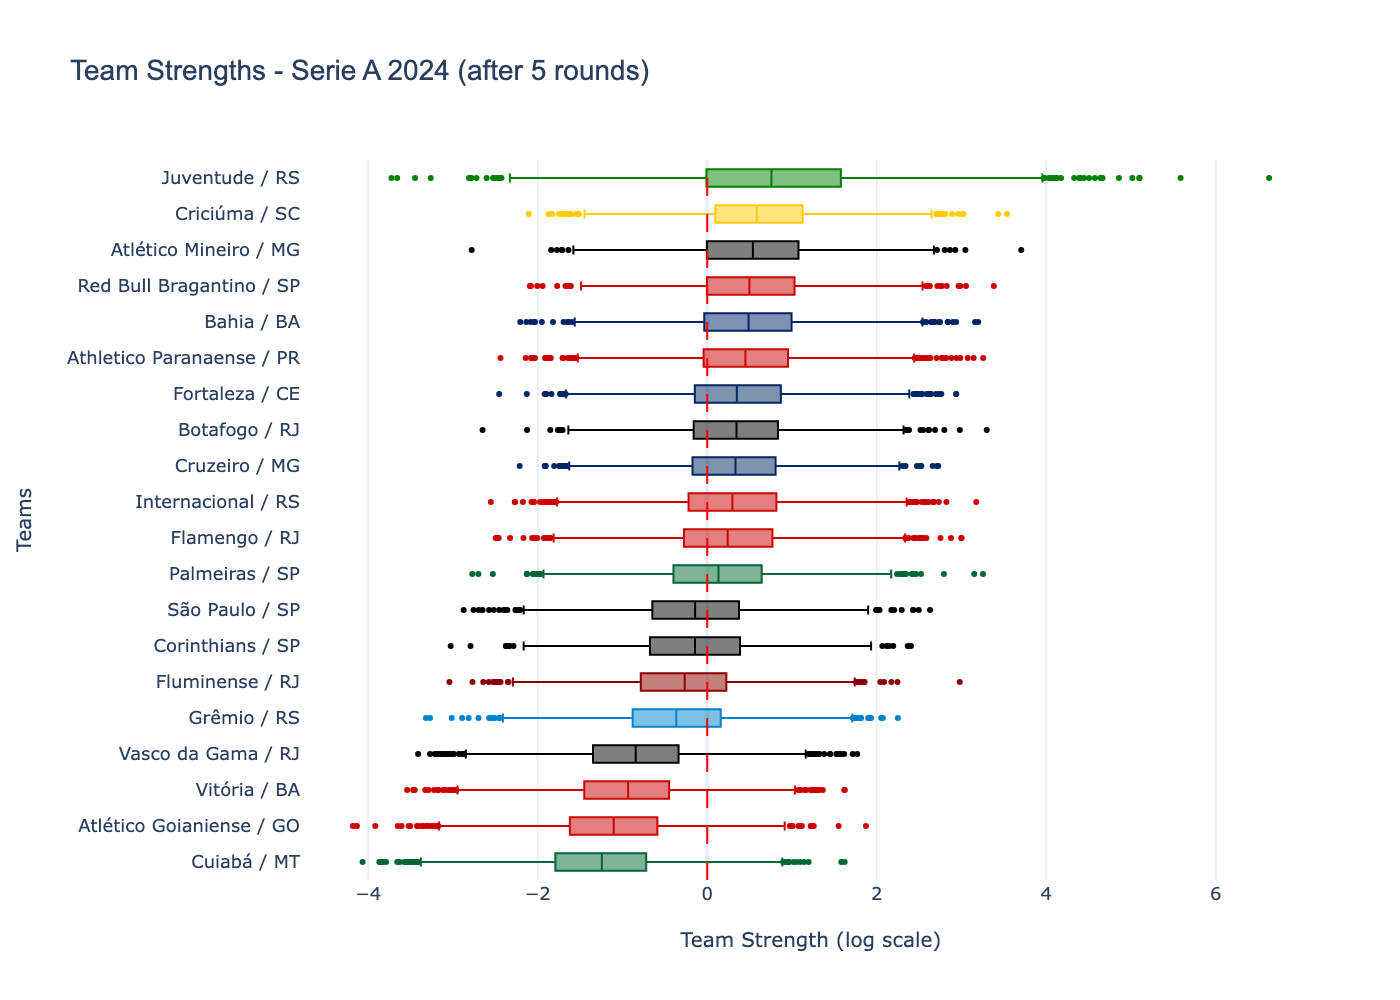 Team Strengths - Serie A 2024 (after 5 rounds)
Juventude / RS
Criciúma / SC
Atlético Mineiro / MG
Red Bull Bragantino / SP
Bahia / BA
Athletico Paranaense / PR
Fortaleza / CE
Botafogo / RJ
Cruzeiro / MG
Internacional / RS
Flamengo / RJ
Palmeiras / SP
São Paulo / SP
Corinthians / SP
Fluminense / RJ
Grêmio / RS
Vasco da Gama / RJ
Vitória / BA
Atlético Goianiense / GO
Cuiabá / MT
Teams
−4 −2 0 2 4 6
Team Strength (log scale)